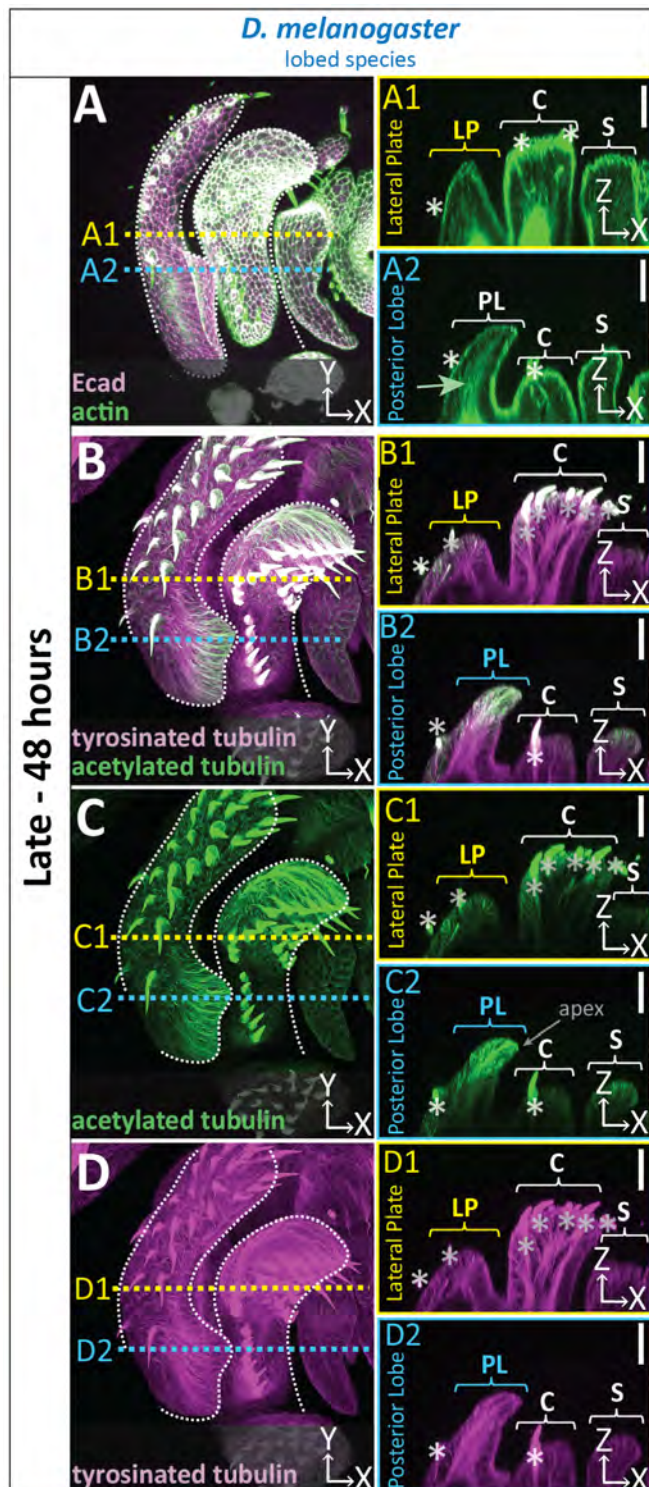 D. melanogaster
lobed species
Late - 48 hours
A
A1
A2
Ecad
actin
Y
X
A1
Lateral Plate
LP
C
S
Z
X
A2
Posterior Lobe
PL
C
S
Z
X
B
B1
B2
tyrosinated tubulin
acetylated tubulin
Y
X
B1
Lateral Plate
LP
C
S
Z
X
B2
Posterior Lobe
PL
C
S
Z
X
C
C1
C2
acetylated tubulin
Y
X
C1
Lateral Plate
LP
C
S
Z
X
C2
Posterior Lobe
PL
apex
C
S
Z
X
D
D1
D2
tyrosinated tubulin
Y
X
D1
Lateral Plate
LP
C
S
Z
X
D2
Posterior Lobe
PL
C
S
Z
X